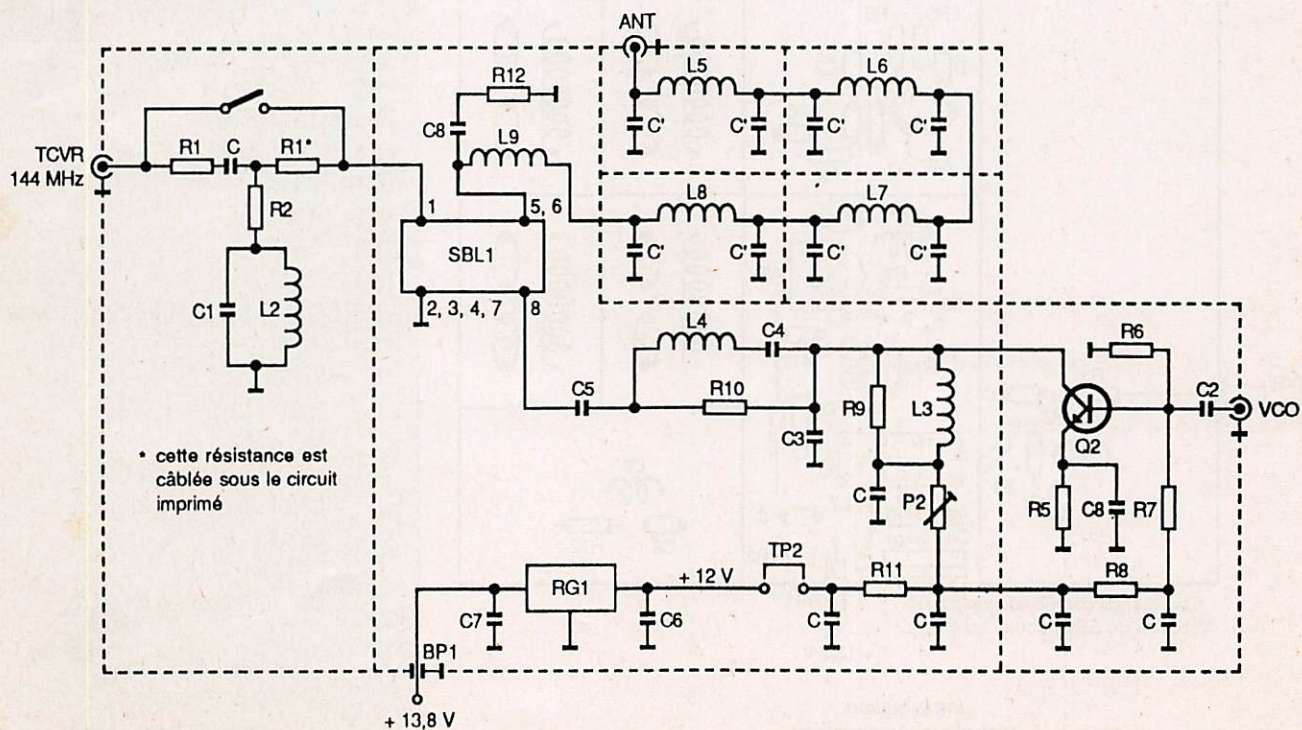 ANT
L5
L6
C'
C'
C'
C'
R12
C8
L9
TCVR
144 MHz
R1
C
R1*
R2
C1
L2
1
5, 6
SBL1
2, 3, 4, 7
8
L8
L7
C'
C'
C'
C'
L4
C4
R6
C5
R10
C3
R9
L3
C2
VCO
Q2
C
P2
R5
C8
R7
* cette résistance est
câblée sous le circuit
imprimé
TP2
+ 12 V
RG1
R11
R8
C7
C6
C
C
C
C
BP1
+ 13,8 V